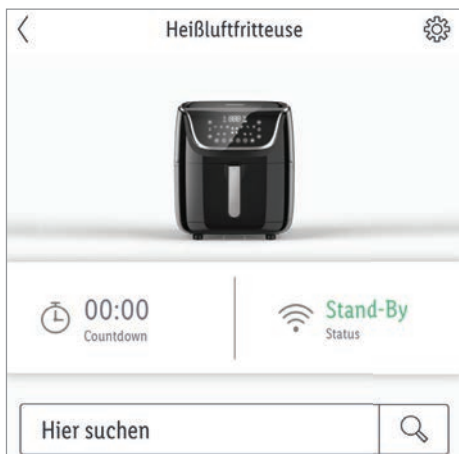 Heißluftfritteuse
00:00
Countdown
Stand-By
Status
Hier suchen